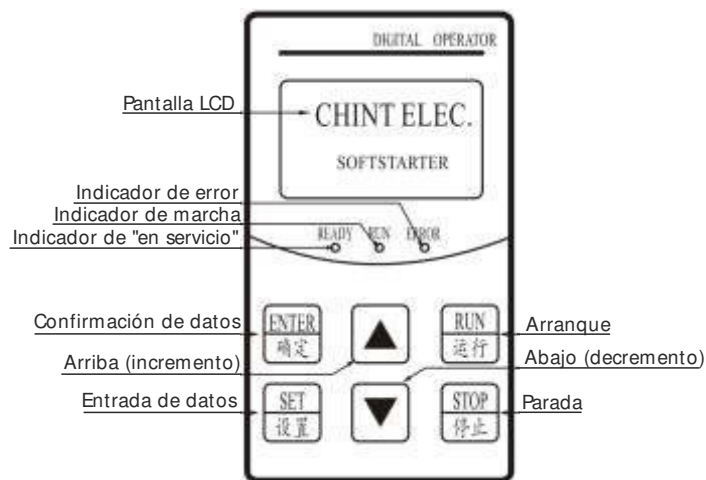 DIGITAL OPERATOR
Pantalla LCD
CHINT ELEC.
SOFTSTARTER
Indicador de error
Indicador de marcha
Indicador de "en servicio"
READY RUN ERROR
Confirmación de datos
ENTER
确定
RUN
运行
Arranque
Arriba (incremento)
Abajo (decremento)
Entrada de datos
SET
设置
STOP
停止
Parada